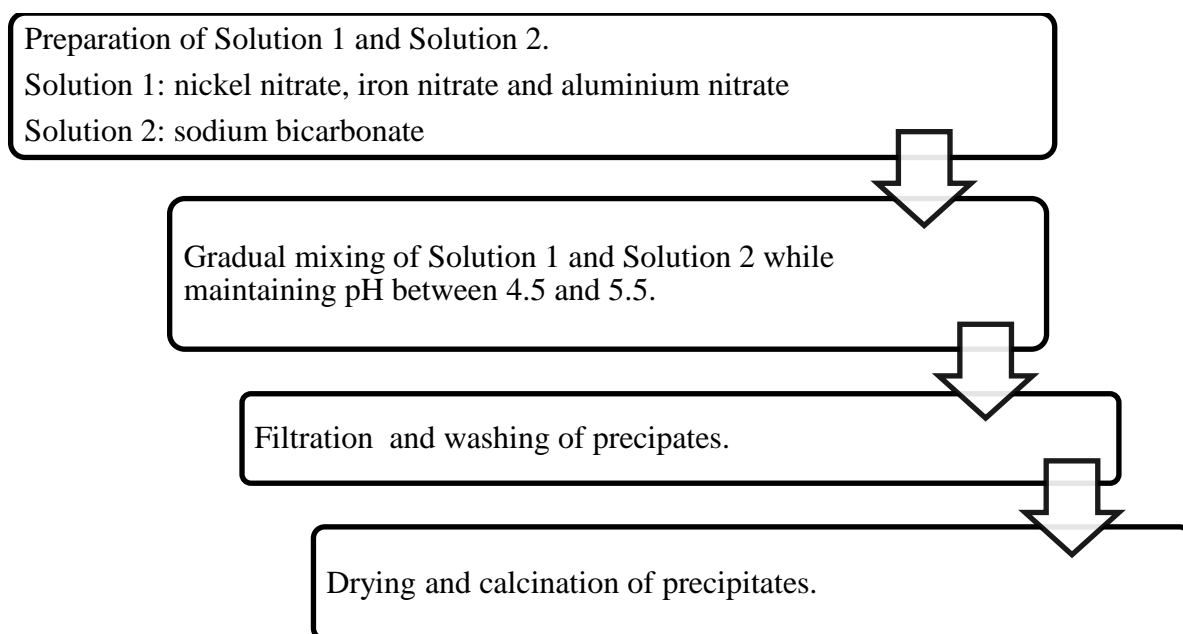 Preparation of Solution 1 and Solution 2.
Solution 1: nickel nitrate, iron nitrate and aluminium nitrate
Solution 2: sodium bicarbonate
Gradual mixing of Solution 1 and Solution 2 while
maintaining pH between 4.5 and 5.5.
Filtration and washing of precipates.
Drying and calcination of precipitates.